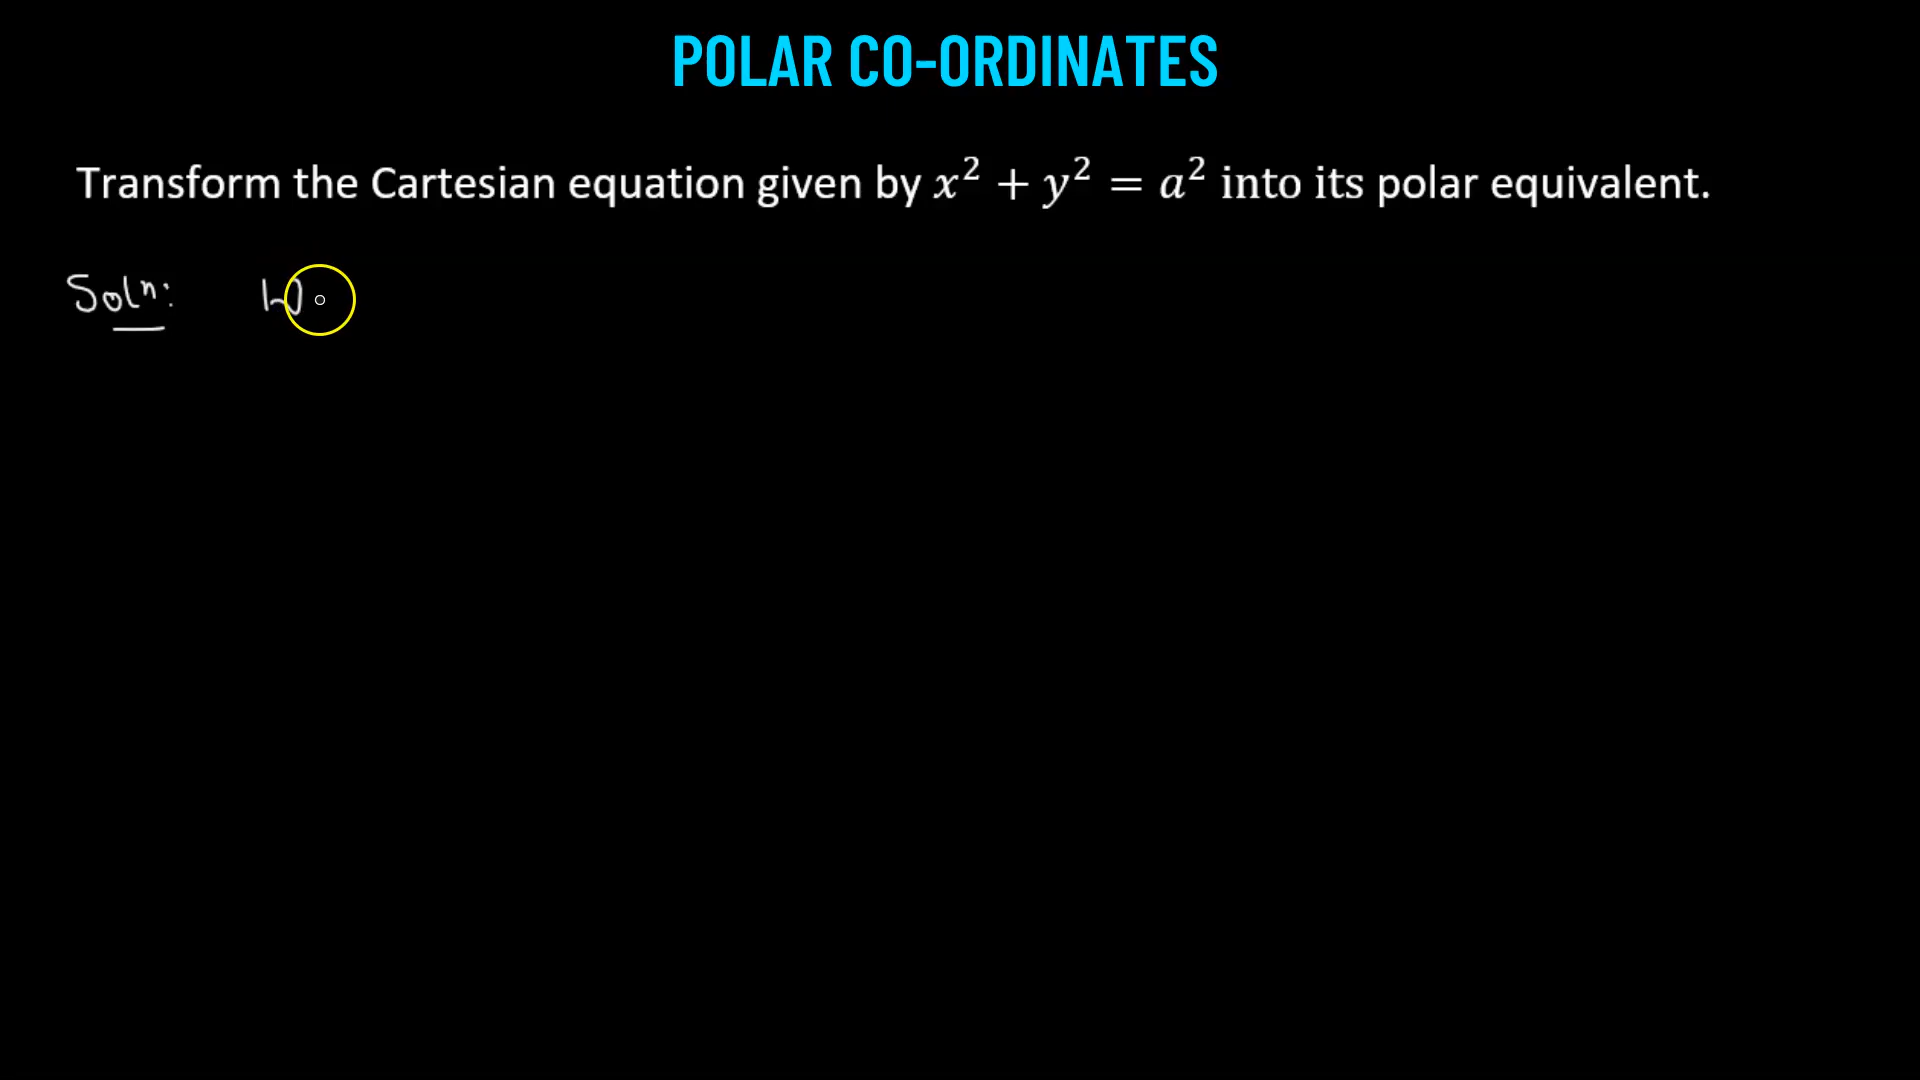 POLAR CO-ORDINATES
Transform the Cartesian equation given by x² + y² = a² into its polar equivalent.
Solⁿ: